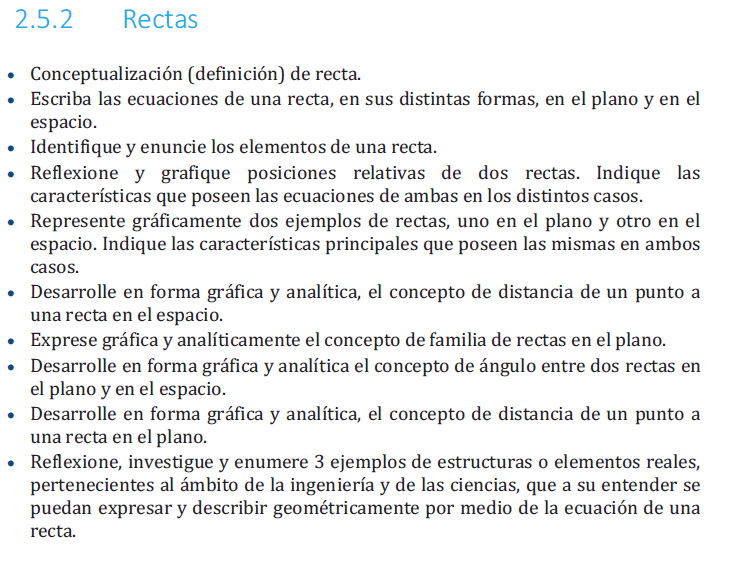 2.5.2 Rectas
• Conceptualización (definición) de recta.
• Escriba las ecuaciones de una recta, en sus distintas formas, en el plano y en el
espacio.
• Identifique y enuncie los elementos de una recta.
• Reflexione y grafique posiciones relativas de dos rectas. Indique las
características que poseen las ecuaciones de ambas en los distintos casos.
• Represente gráficamente dos ejemplos de rectas, uno en el plano y otro en el
espacio. Indique las características principales que poseen las mismas en ambos
casos.
• Desarrolle en forma gráfica y analítica, el concepto de distancia de un punto a
una recta en el espacio.
• Exprese gráfica y analíticamente el concepto de familia de rectas en el plano.
• Desarrolle en forma gráfica y analítica el concepto de ángulo entre dos rectas en
el plano y en el espacio.
• Desarrolle en forma gráfica y analítica, el concepto de distancia de un punto a
una recta en el plano.
• Reflexione, investigue y enumere 3 ejemplos de estructuras o elementos reales,
pertenecientes al ámbito de la ingeniería y de las ciencias, que a su entender se
puedan expresar y describir geométricamente por medio de la ecuación de una
recta.